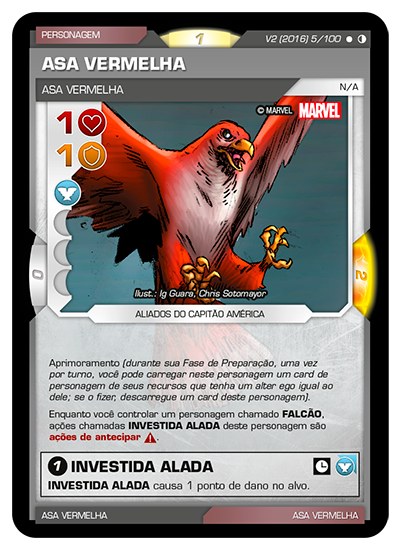 PERSONAGEM
1
V2 (2016) 5/100
ASA VERMELHA
ASA VERMELHA
N/A
© MARVEL MARVEL
1
1
0
2
Ilust.: Ig Guara, Chris Sotomayor
ALIADOS DO CAPITÃO AMÉRICA
Aprimoramento (durante sua Fase de Preparação, uma vez
por turno, você pode carregar neste personagem um card de
personagem de seus recursos que tenha um alter ego igual ao
dele; se o fizer, descarregue um card deste personagem).
Enquanto você controlar um personagem chamado FALCÃO,
ações chamadas INVESTIDA ALADA deste personagem são
ações de antecipar
1 INVESTIDA ALADA
INVESTIDA ALADA causa 1 ponto de dano no alvo.
ASA VERMELHA
ASA VERMELHA